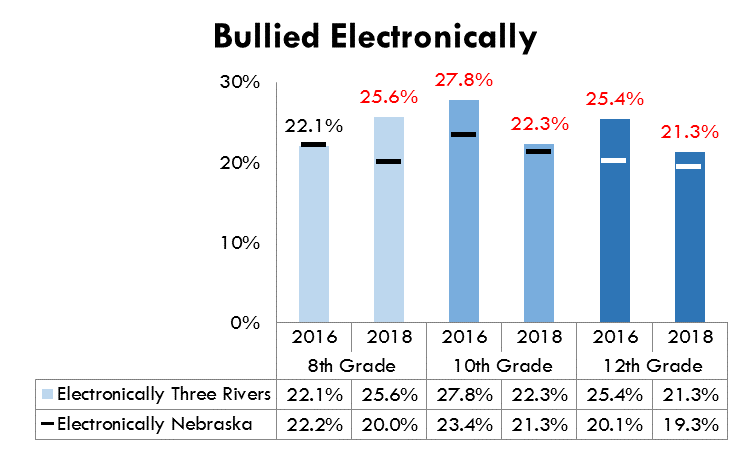 Bullied Electronically
30%
20%
10%
0%
22.1%
25.6%
27.8%
22.3%
25.4%
21.3%
2016 2018 2016 2018 2016 2018
8th Grade 10th Grade 12th Grade
Electronically Three Rivers 22.1% 25.6% 27.8% 22.3% 25.4% 21.3%
Electronically Nebraska 22.2% 20.0% 23.4% 21.3% 20.1% 19.3%